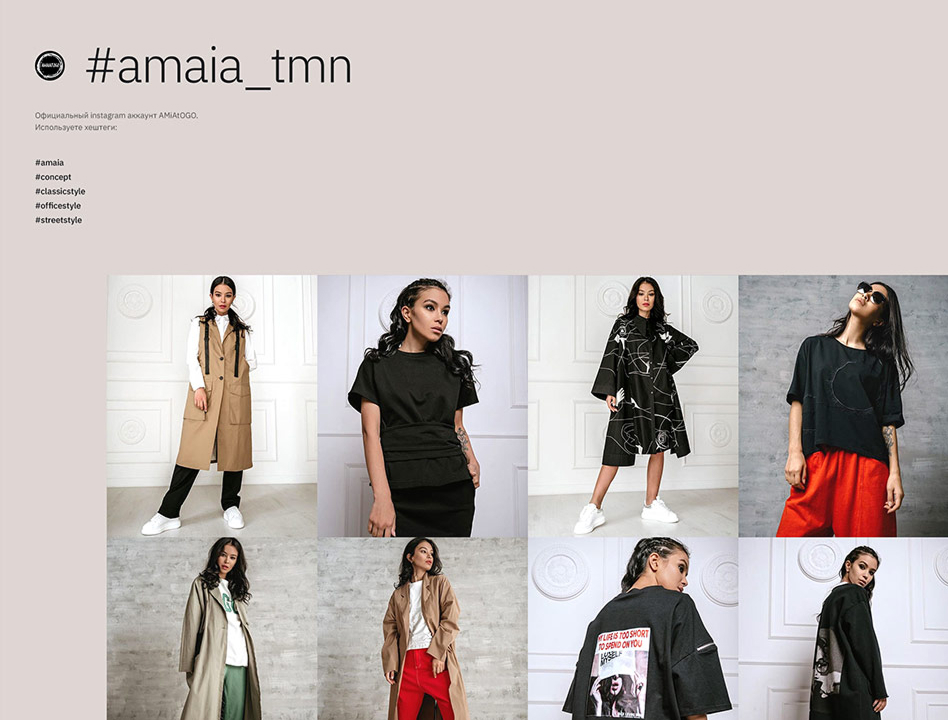 #amaia_tmn
Официальный instagram аккаунт AMiAtOGO.
Используете хештеги:
#amaia
#concept
#classicstyle
#officestyle
#streetstyle
MY LIFE IS TOO SHORT
TO SPEND ON YOU
MYSELF